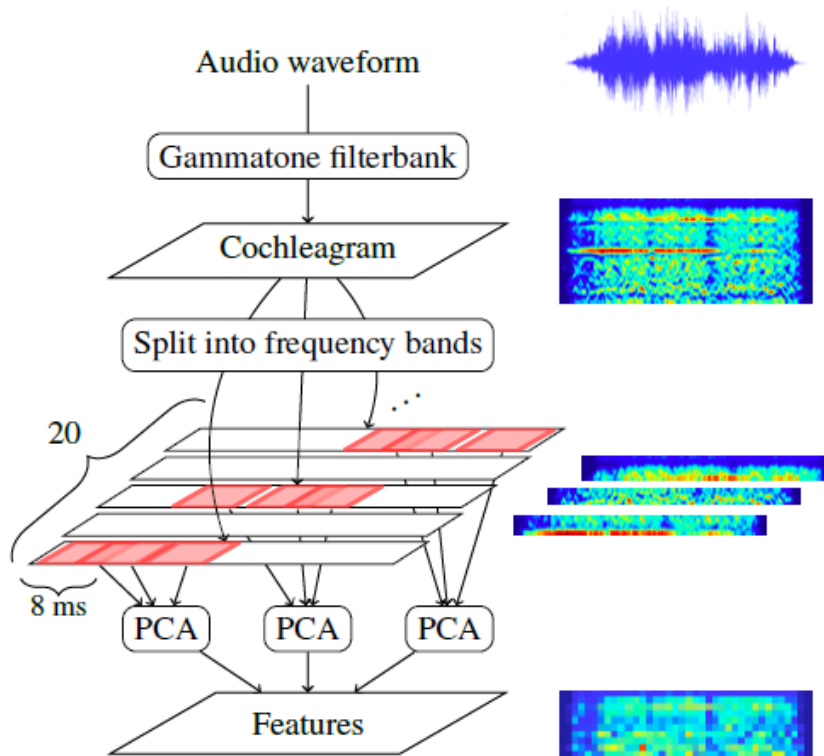 Audio waveform
Gammatone filterbank
Cochleagram
Split into frequency bands
...
20
8 ms
PCA PCA PCA
Features